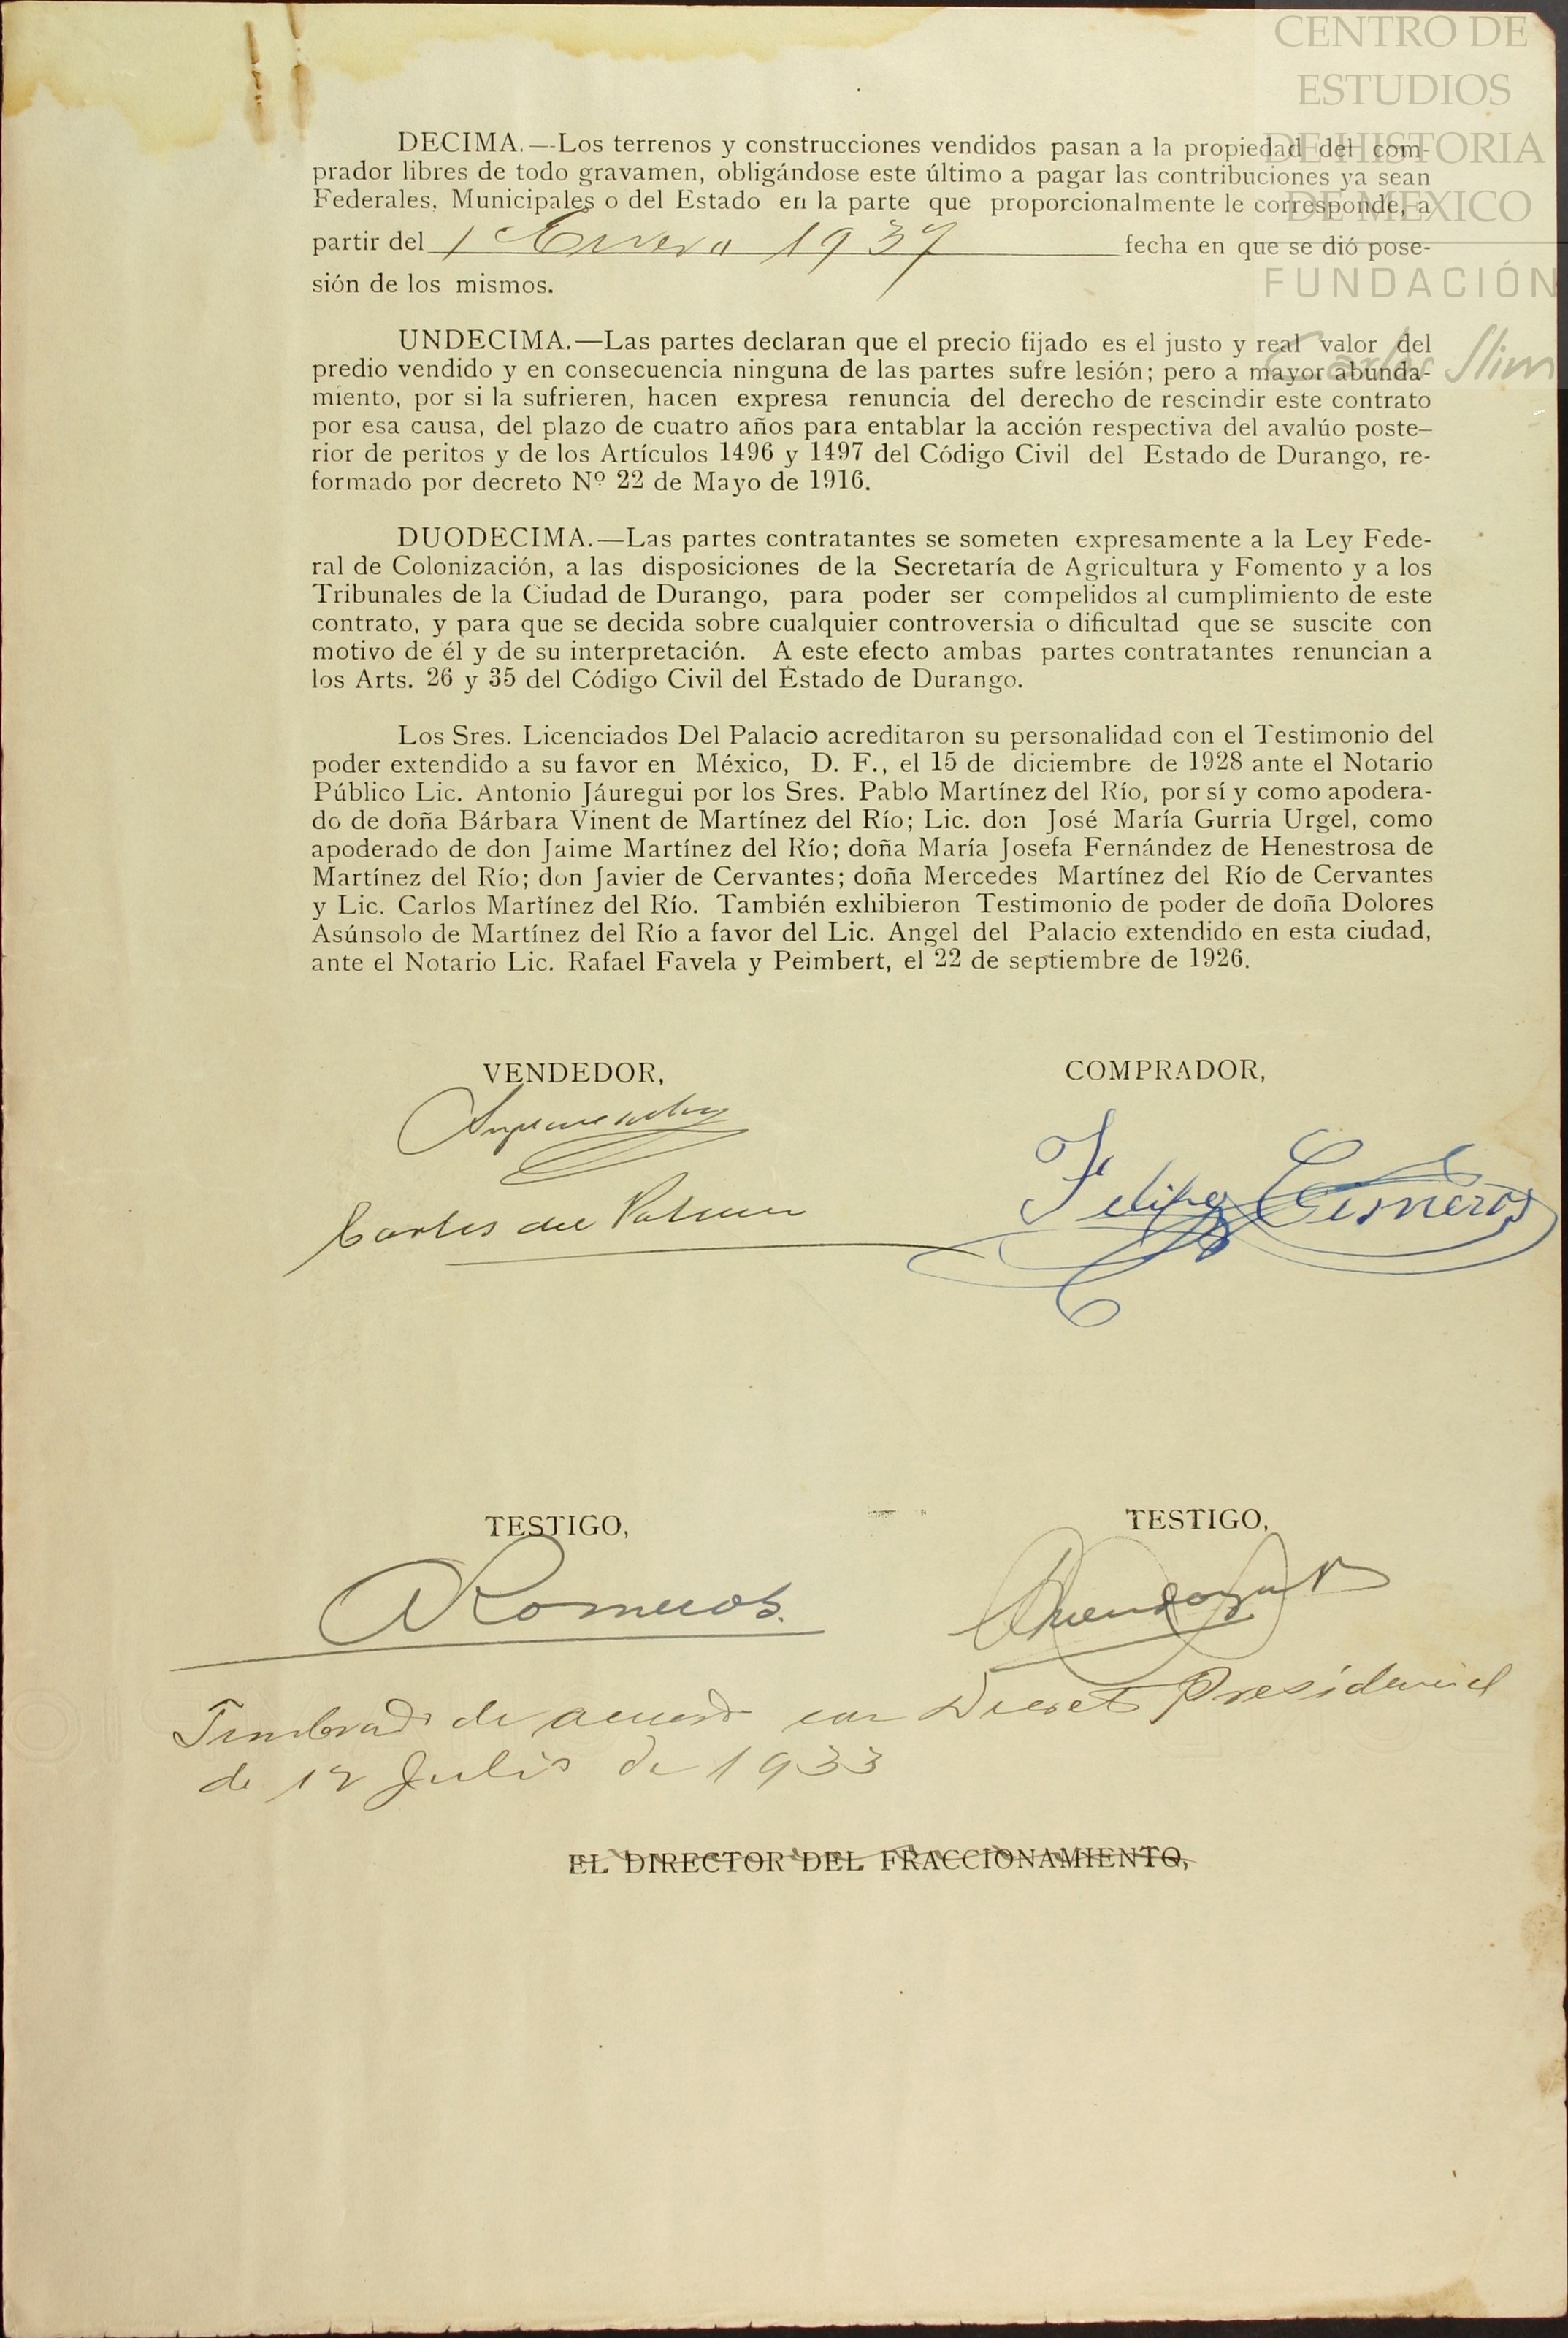 CENTRO DE
ESTUDIOS
DE HISTORIA
DE MEXICO
FUNDACIÓN
Carlos Slim
DECIMA.—Los terrenos y construcciones vendidos pasan a la propiedad del com-
prador libres de todo gravamen, obligándose este último a pagar las contribuciones ya sean
Federales, Municipales o del Estado en la parte que proporcionalmente le corresponde, a
partir del 1 Enero 1937 fecha en que se dió pose-
sión de los mismos.
UNDECIMA.—Las partes declaran que el precio fijado es el justo y real valor del
predio vendido y en consecuencia ninguna de las partes sufre lesión; pero a mayor abunda-
miento, por si la sufrieren, hacen expresa renuncia del derecho de rescindir este contrato
por esa causa, del plazo de cuatro años para entablar la acción respectiva del avalúo poste-
rior de peritos y de los Artículos 1496 y 1497 del Código Civil del Estado de Durango, re-
formado por decreto Nº 22 de Mayo de 1916.
DUODECIMA.—Las partes contratantes se someten expresamente a la Ley Fede-
ral de Colonización, a las disposiciones de la Secretaría de Agricultura y Fomento y a los
Tribunales de la Ciudad de Durango, para poder ser compelidos al cumplimiento de este
contrato, y para que se decida sobre cualquier controversia o dificultad que se suscite con
motivo de él y de su interpretación. A este efecto ambas partes contratantes renuncian a
los Arts. 26 y 35 del Código Civil del Estado de Durango.
Los Sres. Licenciados Del Palacio acreditaron su personalidad con el Testimonio del
poder extendido a su favor en México, D. F., el 15 de diciembre de 1928 ante el Notario
Público Lic. Antonio Jáuregui por los Sres. Pablo Martínez del Río, por sí y como apodera-
do de doña Bárbara Vinent de Martínez del Río; Lic. don José María Gurria Urgel, como
apoderado de don Jaime Martínez del Río; doña María Josefa Fernández de Henestrosa de
Martínez del Río; don Javier de Cervantes; doña Mercedes Martínez del Río de Cervantes
y Lic. Carlos Martínez del Río. También exhibieron Testimonio de poder de doña Dolores
Asúnsolo de Martínez del Río a favor del Lic. Angel del Palacio extendido en esta ciudad,
ante el Notario Lic. Rafael Favela y Peimbert, el 22 de septiembre de 1926.
VENDEDOR,
COMPRADOR,
Carlos del Palacio
Felipe Cisneros
TESTIGO,
TESTIGO,
Timbrado de acuerdo con Decreto Presidencial
de 12 Julio de 1933
EL DIRECTOR DEL FRACCIONAMIENTO,